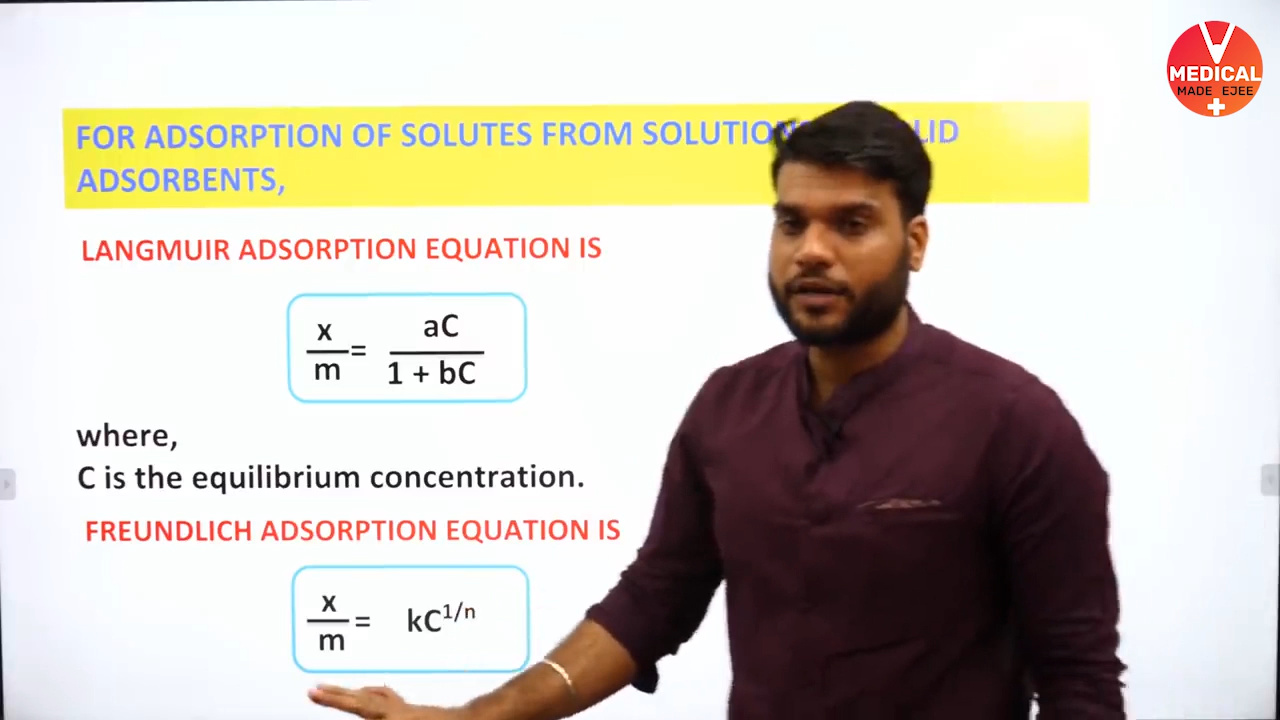 V
MEDICAL
MADE EJEE
FOR ADSORPTION OF SOLUTES FROM
ADSORBENTS,
LANGMUIR ADSORPTION EQUATION IS
x/m = aC/(1 + bC)
where,
C is the equilibrium concentration.
FREUNDLICH ADSORPTION EQUATION IS
x/m = kC^1/n